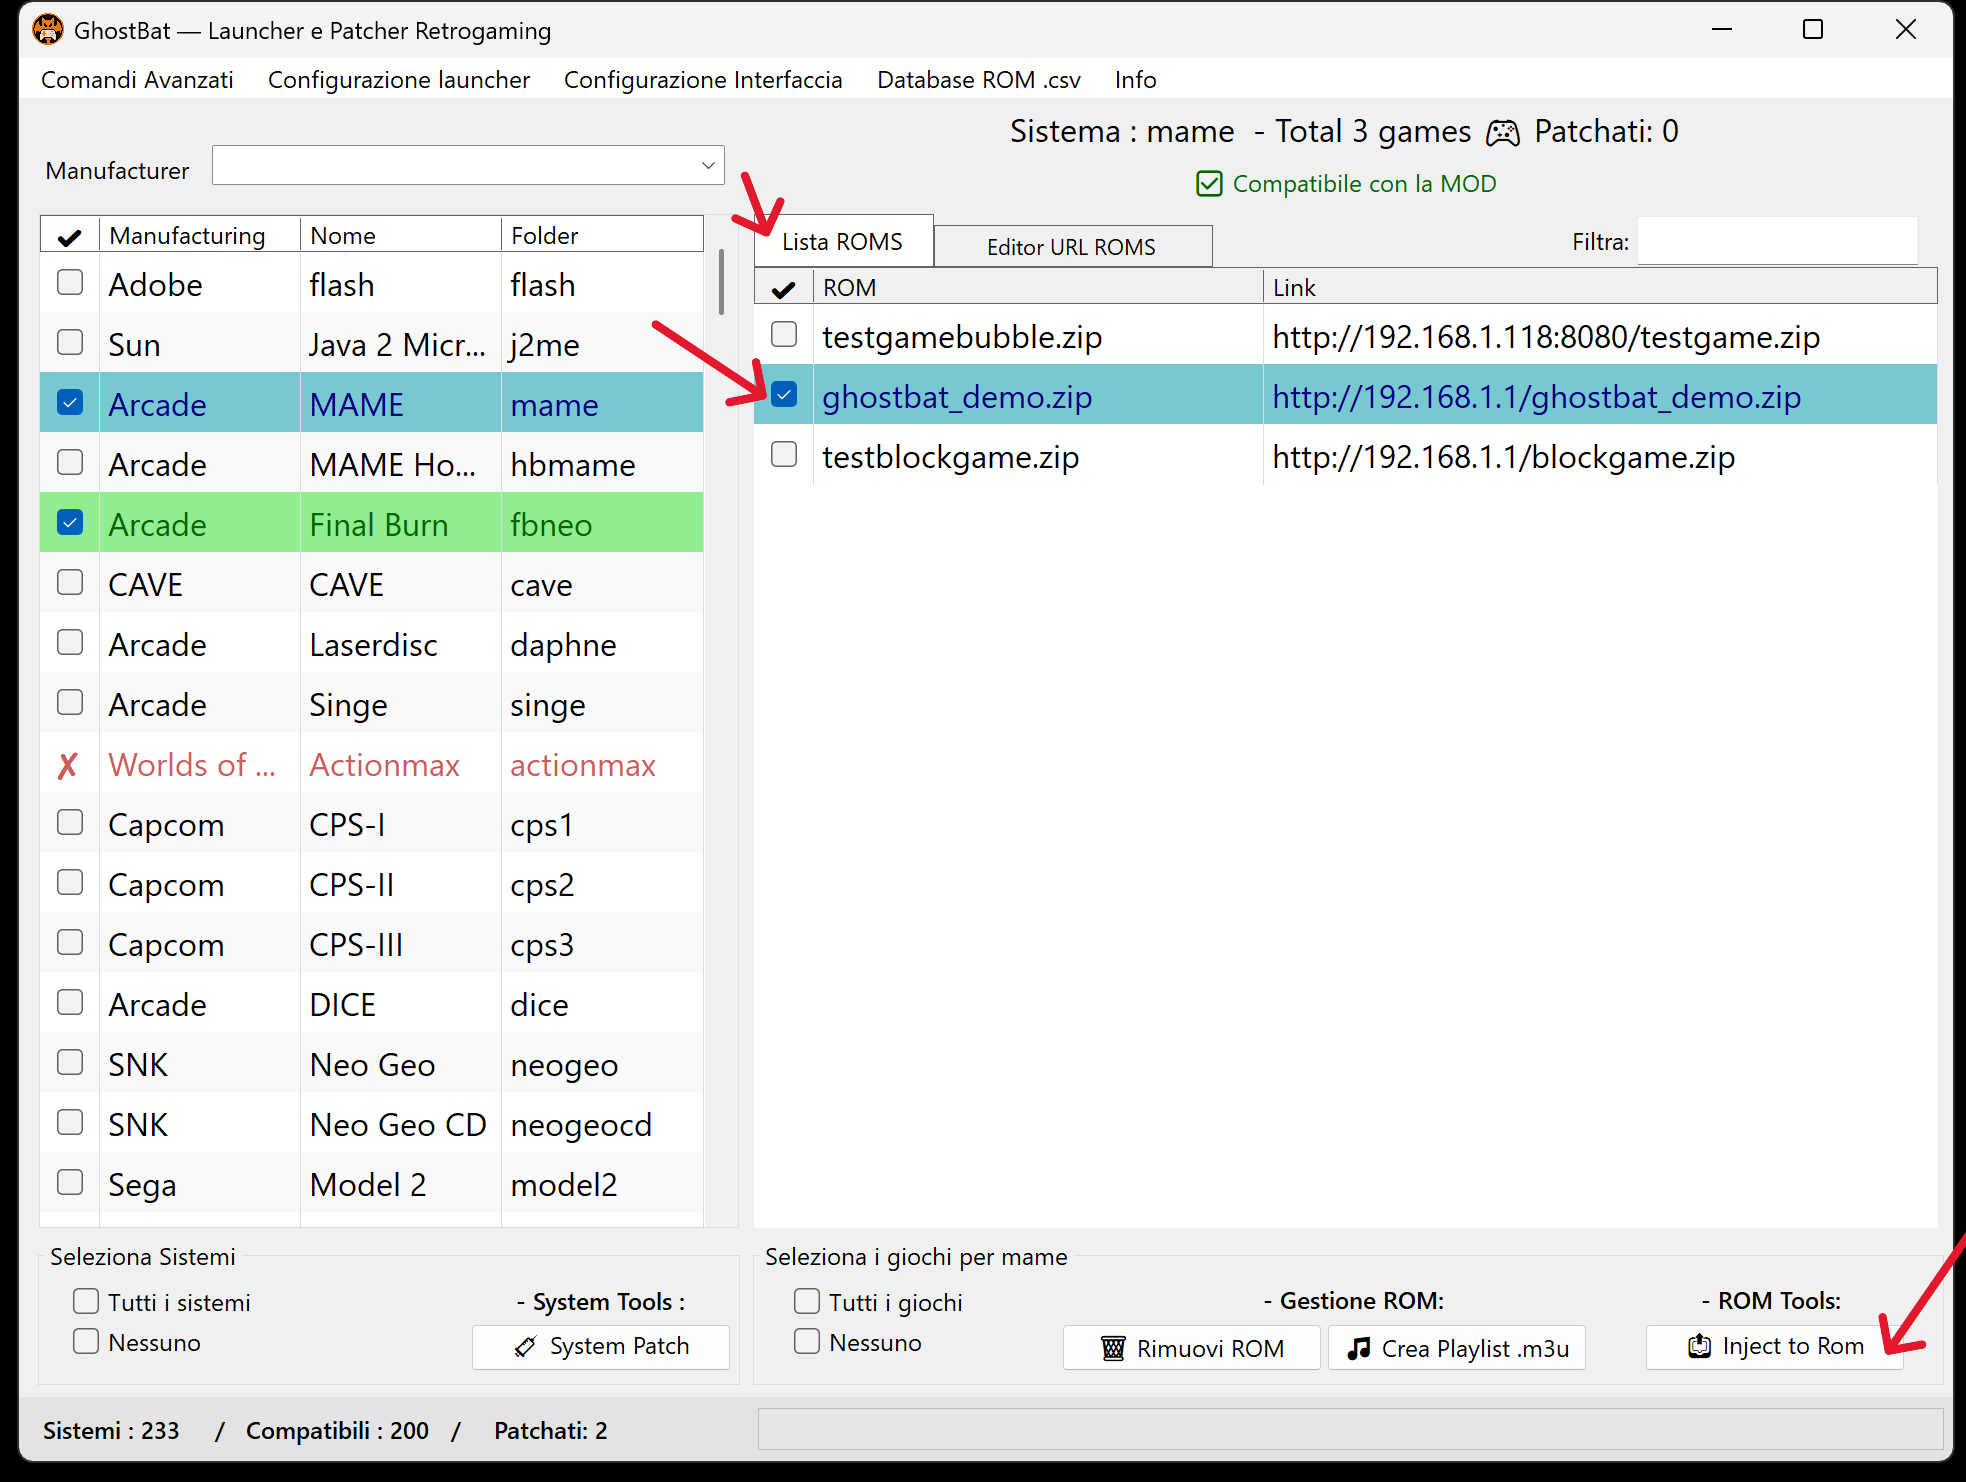 GhostBat — Launcher e Patcher Retrogaming
Comandi Avanzati Configurazione launcher Configurazione Interfaccia Database ROM .csv Info
Sistema : mame - Total 3 games Patchati: 0
Manufacturer
Compatibile con la MOD
Lista ROMS Editor URL ROMS Filtra:
Manufacturing Nome Folder
ROM Link
Adobe flash flash
Sun Java 2 Micr... j2me
Arcade MAME mame
Arcade MAME Ho... hbmame
Arcade Final Burn fbneo
CAVE CAVE cave
Arcade Laserdisc daphne
Arcade Singe singe
Worlds of ... Actionmax actionmax
Capcom CPS-I cps1
Capcom CPS-II cps2
Capcom CPS-III cps3
Arcade DICE dice
SNK Neo Geo neogeo
SNK Neo Geo CD neogeocd
Sega Model 2 model2
testgamebubble.zip http://192.168.1.118:8080/testgame.zip
ghostbat_demo.zip http://192.168.1.1/ghostbat_demo.zip
testblockgame.zip http://192.168.1.1/blockgame.zip
Seleziona Sistemi
Tutti i sistemi - System Tools :
Nessuno System Patch
Seleziona i giochi per mame
Tutti i giochi - Gestione ROM: - ROM Tools:
Nessuno Rimuovi ROM Crea Playlist .m3u Inject to Rom
Sistemi : 233 / Compatibili : 200 / Patchati: 2